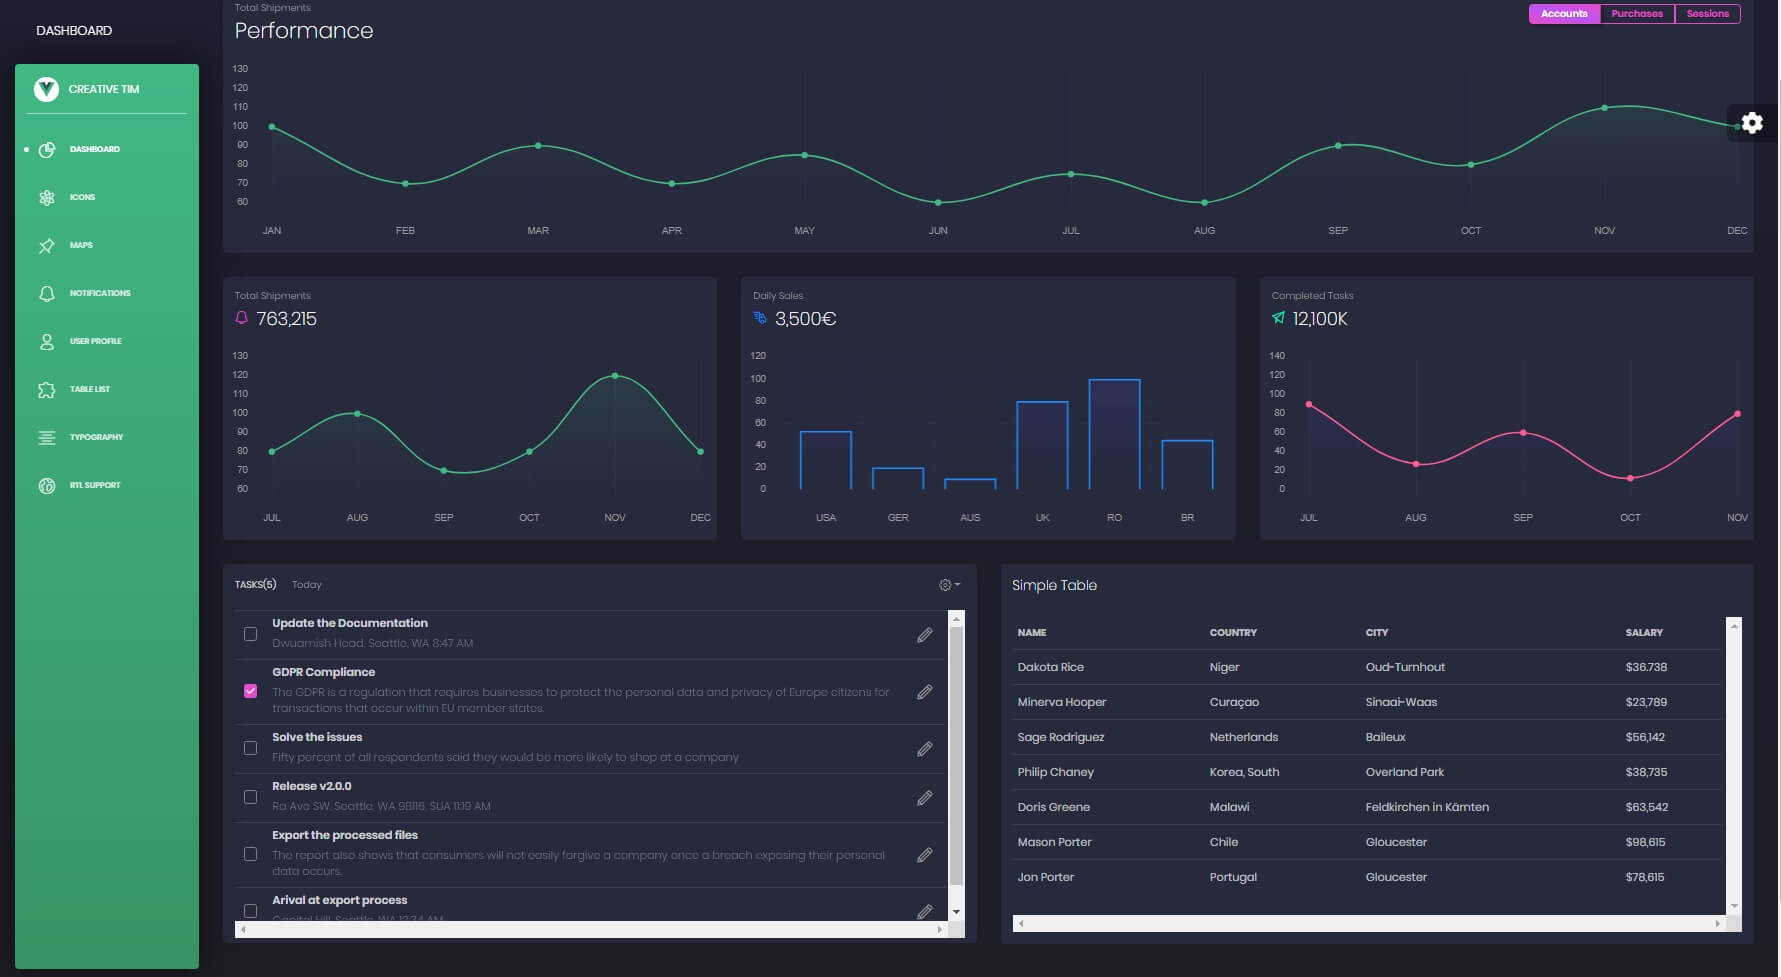 DASHBOARD
CREATIVE TIM
DASHBOARD
ICONS
MAPS
NOTIFICATIONS
USER PROFILE
TABLE LIST
TYPOGRAPHY
RTL SUPPORT
Total Shipments
Performance
Accounts Purchases Sessions
130
120
110
100
90
80
70
60
JAN FEB MAR APR MAY JUN JUL AUG SEP OCT NOV DEC
Total Shipments
763,215
130
120
110
100
90
80
70
60
JUL AUG SEP OCT NOV DEC
Daily Sales
3,500€
120
100
80
60
40
20
0
USA GER AUS UK RO BR
Completed Tasks
12,100K
140
120
100
80
60
40
20
0
JUL AUG SEP OCT NOV
TASKS(5) Today
Update the Documentation
Dwuamish Head, Seattle, WA 8:47 AM
GDPR Compliance
The GDPR is a regulation that requires businesses to protect the personal data and privacy of Europe citizens for
transactions that occur within EU member states.
Solve the issues
Fifty percent of all respondents said they would be more likely to shop at a company
Release v2.0.0
Ra Ave SW, Seattle, WA 98116, SUA 11:19 AM
Export the processed files
The report also shows that consumers will not easily forgive a company once a breach exposing their personal
data occurs.
Arival at export process
Capitol Hill, Seattle, WA 12:34 AM
Simple Table
NAME COUNTRY CITY SALARY
Dakota Rice Niger Oud-Turnhout $36.738
Minerva Hooper Curaçao Sinaai-Waas $23,789
Sage Rodriguez Netherlands Baileux $56,142
Philip Chaney Korea, South Overland Park $38,735
Doris Greene Malawi Feldkirchen in Kärnten $63,542
Mason Porter Chile Gloucester $98,615
Jon Porter Portugal Gloucester $78,615